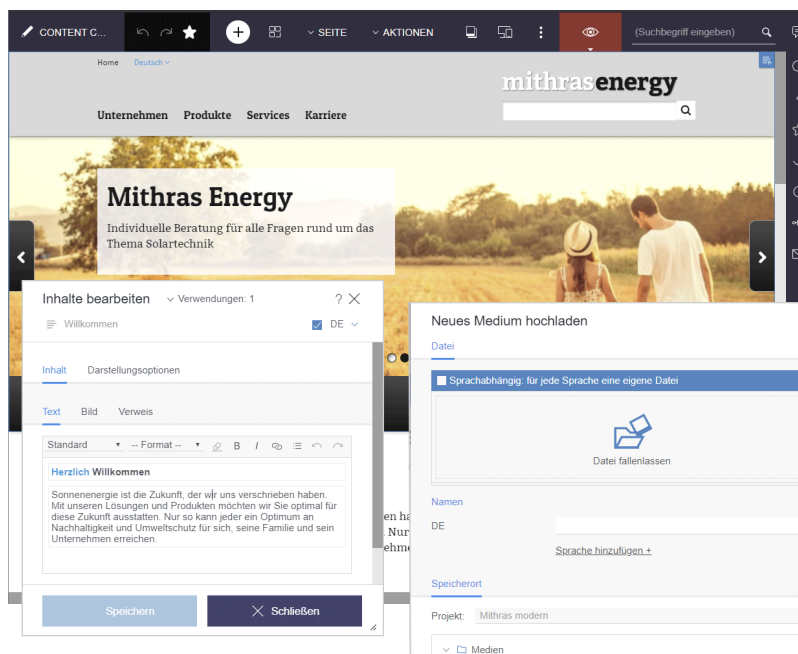 CONTENT C...
SEITE
AKTIONEN
(Suchbegriff eingeben)
Home Deutsch
mithrasenergy
Unternehmen Produkte Services Karriere
Mithras Energy
Individuelle Beratung für alle Fragen rund um das
Thema Solartechnik
Inhalte bearbeiten Verwendungen: 1 ?
Willkommen DE
Inhalt Darstellungsoptionen
Text Bild Verweis
Standard -- Format -- B I
Herzlich Willkommen
Sonnenenergie ist die Zukunft, der wir uns verschrieben haben.
Mit unseren Lösungen und Produkten möchten wir Sie optimal für
diese Zukunft ausstatten. Nur so kann jeder ein Optimum an
Nachhaltigkeit und Umweltschutz für sich, seine Familie und sein
Unternehmen erreichen.
Speichern Schließen
en
Nur
ehme
Neues Medium hochladen
Datei
Sprachabhängig: für jede Sprache eine eigene Datei
Datei fallenlassen
Namen
DE
Sprache hinzufügen +
Speicherort
Projekt: Mithras modern
Medien